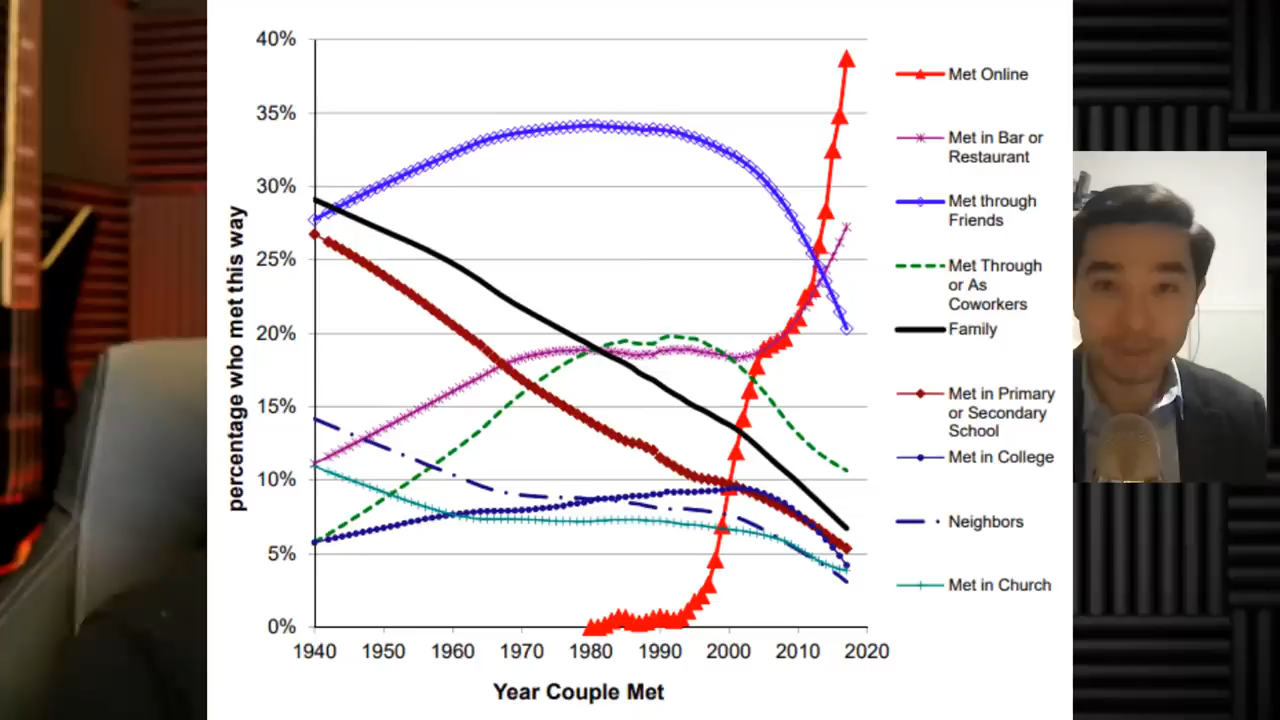 40%
35%
30%
25%
20%
15%
10%
5%
0%
percentage who met this way
1940 1950 1960 1970 1980 1990 2000 2010 2020
Year Couple Met
Met Online
Met in Bar or
Restaurant
Met through
Friends
Met Through
or As
Coworkers
Family
Met in Primary
or Secondary
School
Met in College
Neighbors
Met in Church